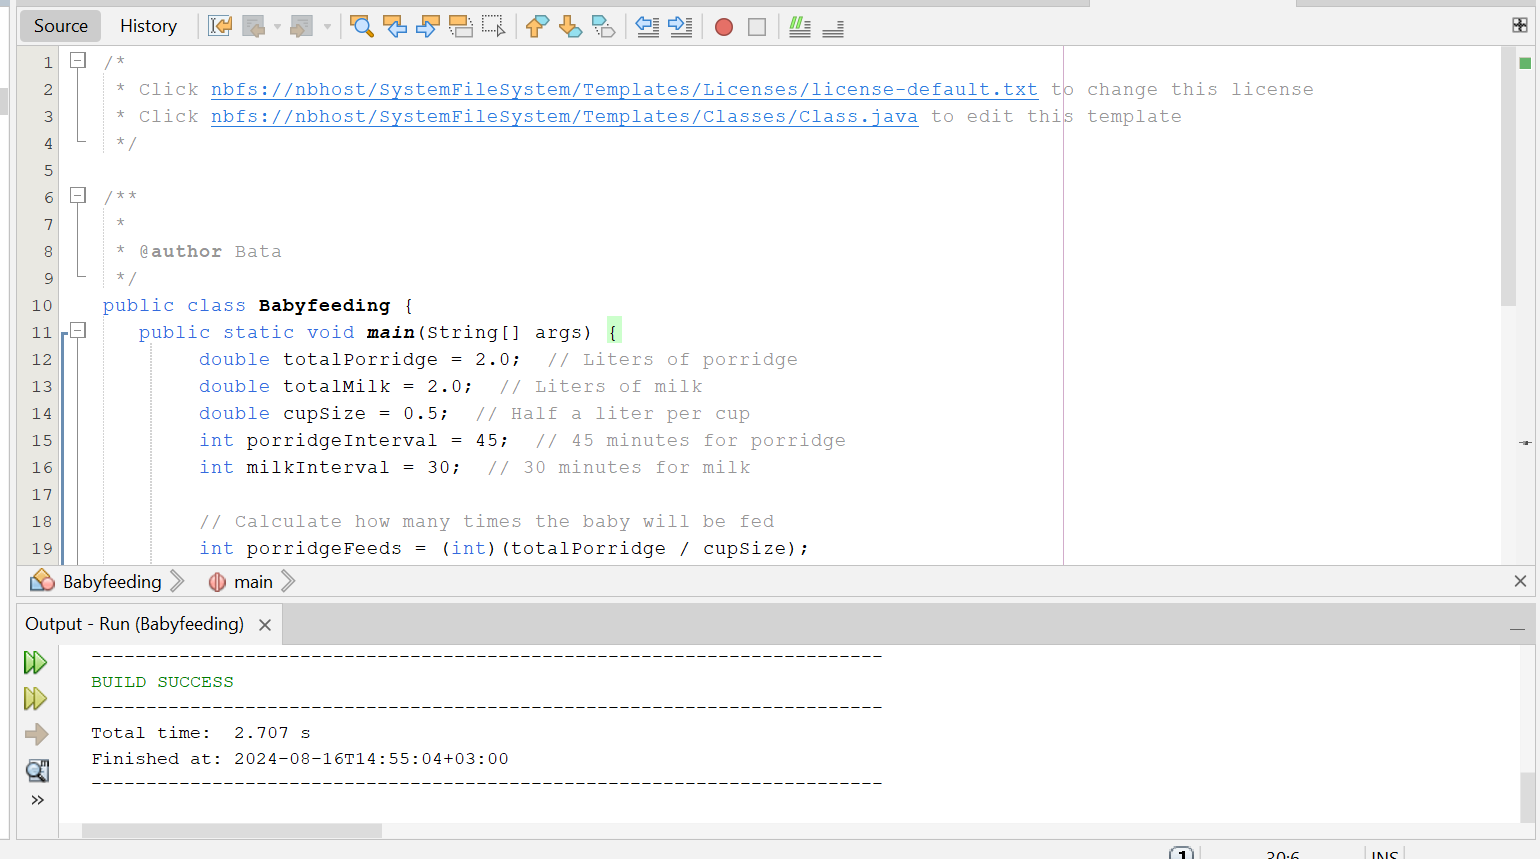 Source History
1 /*
2 * Click nbfs://nbhost/SystemFileSystem/Templates/Licenses/license-default.txt to change this license
3 * Click nbfs://nbhost/SystemFileSystem/Templates/Classes/Class.java to edit this template
4 */
5
6 /**
7 *
8 * @author Bata
9 */
10 public class Babyfeeding {
11 public static void main(String[] args) {
12 double totalPorridge = 2.0; // Liters of porridge
13 double totalMilk = 2.0; // Liters of milk
14 double cupSize = 0.5; // Half a liter per cup
15 int porridgeInterval = 45; // 45 minutes for porridge
16 int milkInterval = 30; // 30 minutes for milk
17
18 // Calculate how many times the baby will be fed
19 int porridgeFeeds = (int)(totalPorridge / cupSize);
Babyfeeding main
Output - Run (Babyfeeding)
------------------------------------------------------------------------
BUILD SUCCESS
------------------------------------------------------------------------
Total time: 2.707 s
Finished at: 2024-08-16T14:55:04+03:00
------------------------------------------------------------------------
1 30:6 INS